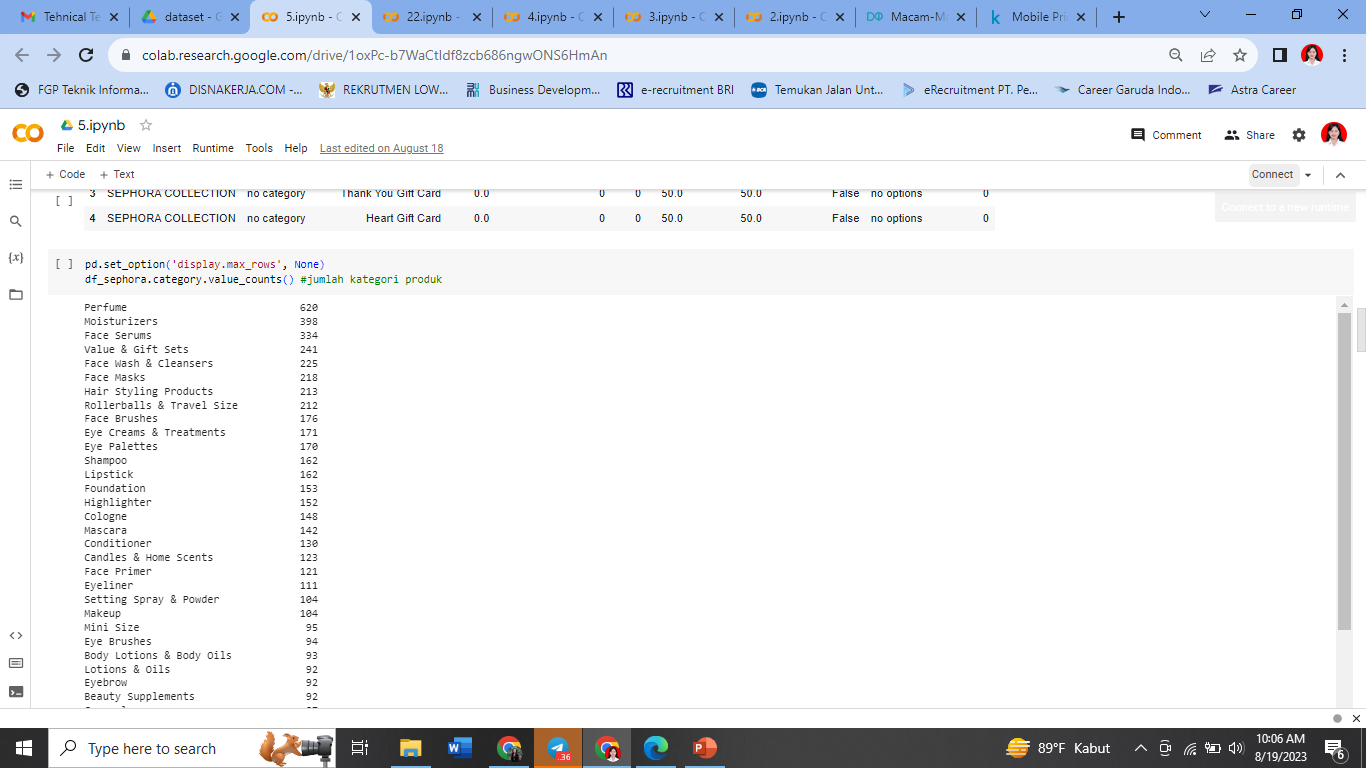 Tehnical Te
dataset - G
5.ipynb - C
22.ipynb -
4.ipynb - C
3.ipynb - C
2.ipynb - C
Macam-Ma
Mobile Pri
colab.research.google.com/drive/1oxPc-b7WaCtIdf8zcb686ngwONS6HmAn
FGP Teknik Informa...
DISNAKERJA.COM -...
REKRUTMEN LOW...
Business Developm...
e-recruitment BRI
Temukan Jalan Unt...
eRecruitment PT. Pe...
Career Garuda Indo...
Astra Career
5.ipynb
Comment
Share
File Edit View Insert Runtime Tools Help Last edited on August 18
+ Code + Text
Connect
[ ] 3 SEPHORA COLLECTION no category Thank You Gift Card 0.0 0 0 50.0 50.0 False no options 0
Connect to a new runtime
4 SEPHORA COLLECTION no category Heart Gift Card 0.0 0 0 50.0 50.0 False no options 0
[ ] pd.set_option('display.max_rows', None)
df_sephora.category.value_counts() #jumlah kategori produk
Perfume 620
Moisturizers 398
Face Serums 334
Value & Gift Sets 241
Face Wash & Cleansers 225
Face Masks 218
Hair Styling Products 213
Rollerballs & Travel Size 212
Face Brushes 176
Eye Creams & Treatments 171
Eye Palettes 170
Shampoo 162
Lipstick 162
Foundation 153
Highlighter 152
Cologne 148
Mascara 142
Conditioner 130
Candles & Home Scents 123
Face Primer 121
Eyeliner 111
Setting Spray & Powder 104
Makeup 104
Mini Size 95
Eye Brushes 94
Body Lotions & Body Oils 93
Lotions & Oils 92
Eyebrow 92
Beauty Supplements 92
Type here to search
36
89°F Kabut
10:06 AM
8/19/2023
6